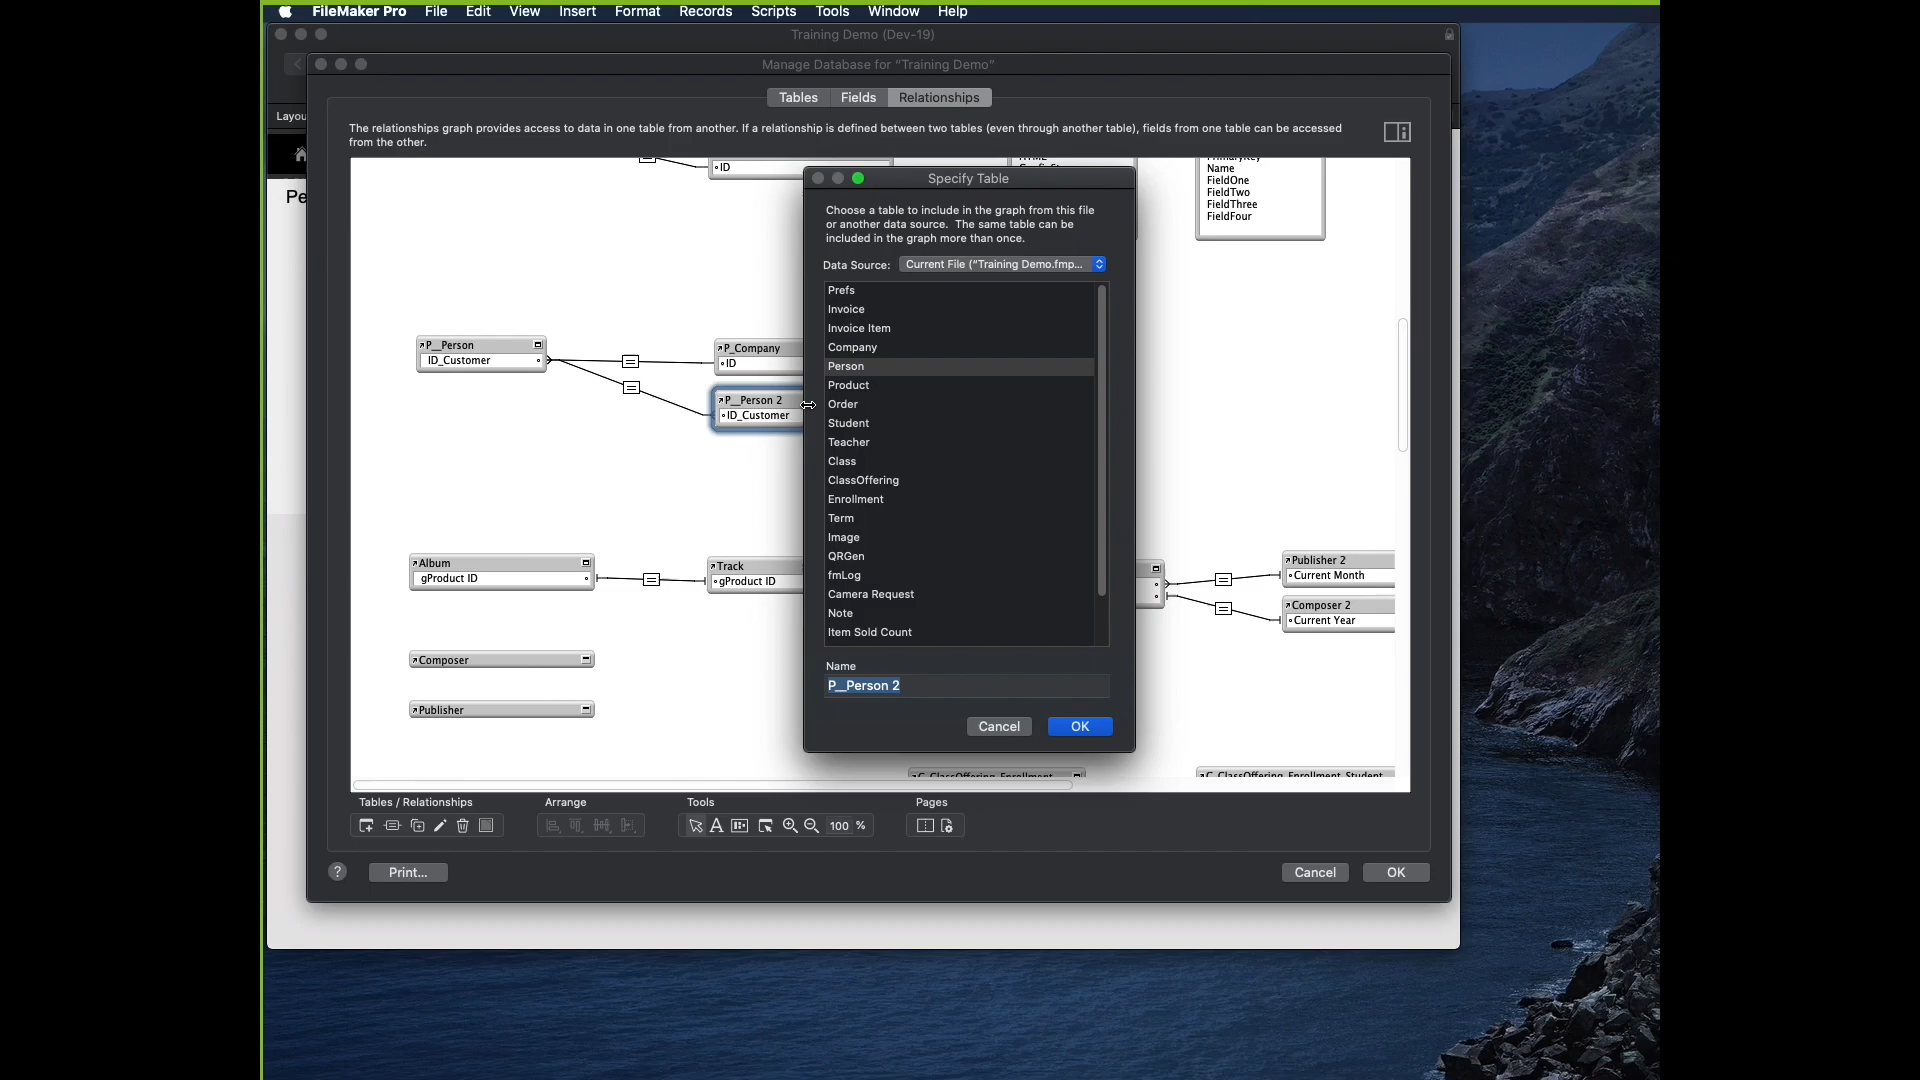 FileMaker Pro File Edit View Insert Format Records Scripts Tools Window Help
Training Demo (Dev-19)
Manage Database for “Training Demo”
Tables Fields Relationships
Layou
The relationships graph provides access to data in one table from another. If a relationship is defined between two tables (even through another table), fields from one table can be accessed
from the other.
Pe
ID
PrimaryKey
Name
FieldOne
FieldTwo
FieldThree
FieldFour
Specify Table
Choose a table to include in the graph from this file
or another data source. The same table can be
included in the graph more than once.
Data Source: Current File (“Training Demo.fmp...
Prefs
Invoice
Invoice Item
Company
Person
Product
Order
Student
Teacher
Class
ClassOffering
Enrollment
Term
Image
QRGen
fmLog
Camera Request
Note
Item Sold Count
Name
P__Person 2
Cancel OK
P__Person
ID_Customer
P_Company
ID
P__Person 2
ID_Customer
Album
gProduct ID
Track
gProduct ID
Publisher 2
Current Month
Composer 2
Current Year
Composer
Publisher
C_ClassOffering_Enrollment
C_ClassOffering_Enrollment_Student
Tables / Relationships Arrange Tools Pages
A 100 %
? Print... Cancel OK